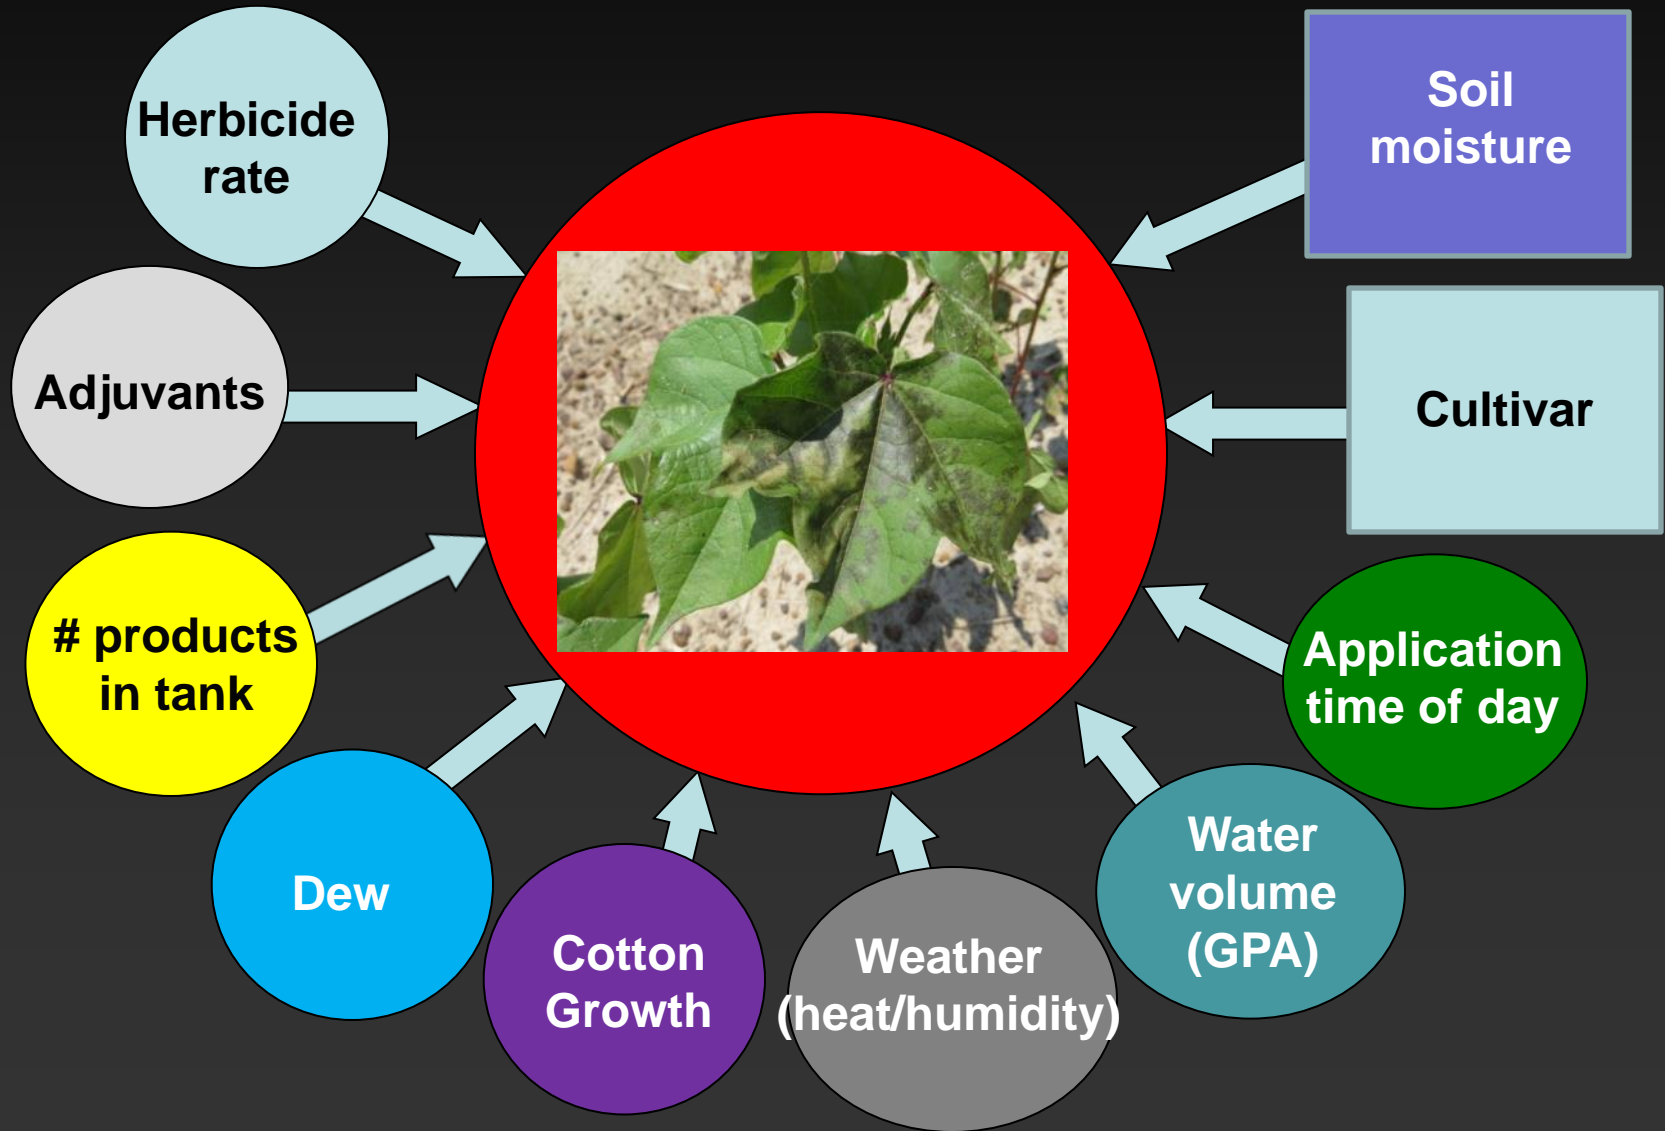 Herbicide
rate
Adjuvants
# products
in tank
Dew
Cotton
Growth
Weather
(heat/humidity)
Water
volume
(GPA)
Application
time of day
Cultivar
Soil
moisture